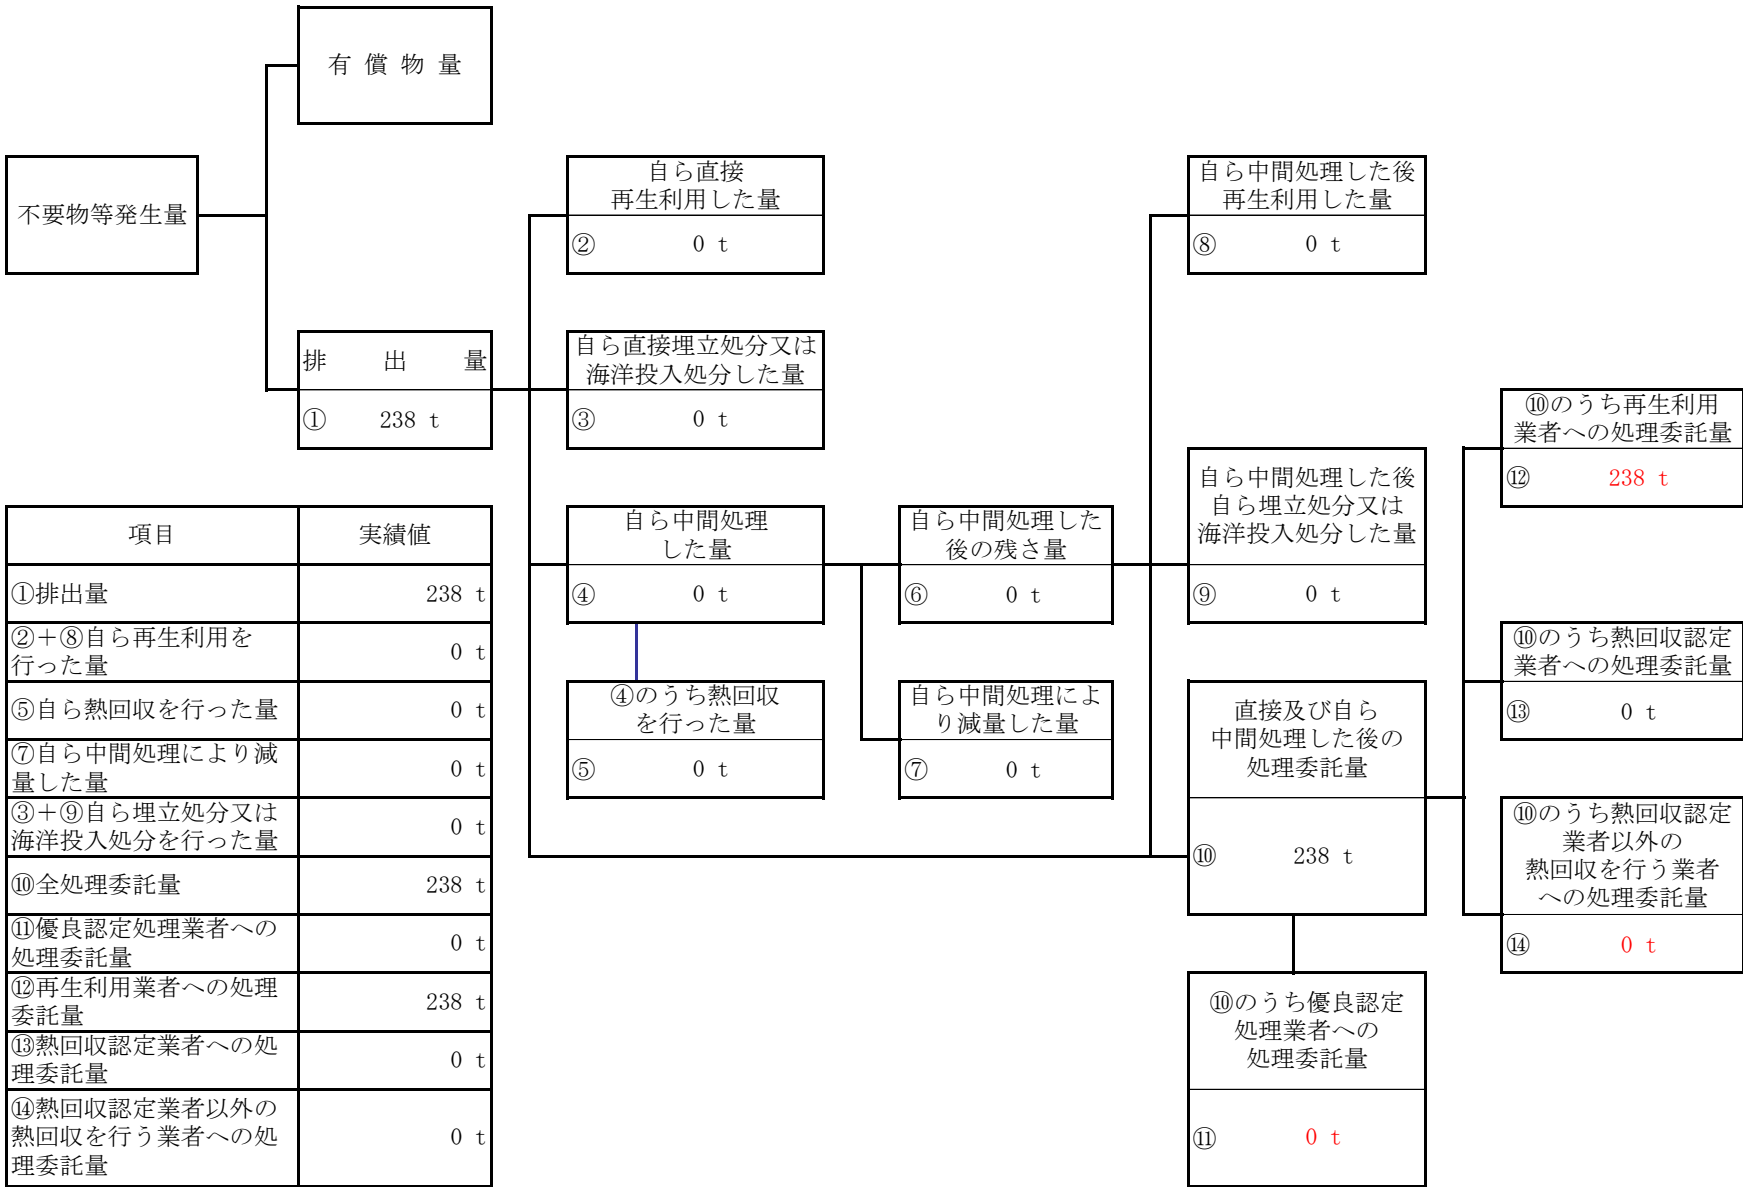 有 償 物 量
不要物等発生量
自ら直接
再生利用した量
② 0 t
自ら中間処理した後
再生利用した量
⑧ 0 t
排 出 量
① 238 t
自ら直接埋立処分又は
海洋投入処分した量
③ 0 t
⑩のうち再生利用
業者への処理委託量
⑫ 238 t
自ら中間処理した後
自ら埋立処分又は
海洋投入処分した量
⑨ 0 t
自ら中間処理
した量
④ 0 t
自ら中間処理した
後の残さ量
⑥ 0 t
⑩のうち熱回収認定
業者への処理委託量
⑬ 0 t
④のうち熱回収
を行った量
⑤ 0 t
自ら中間処理によ
り減量した量
⑦ 0 t
直接及び自ら
中間処理した後の
処理委託量
⑩ 238 t
⑩のうち熱回収認定
業者以外の
熱回収を行う業者
への処理委託量
⑭ 0 t
⑩のうち優良認定
処理業者への
処理委託量
⑪ 0 t
項目 実績値
①排出量 238 t
②＋⑧自ら再生利用を
行った量 0 t
⑤自ら熱回収を行った量 0 t
⑦自ら中間処理により減
量した量 0 t
③＋⑨自ら埋立処分又は
海洋投入処分を行った量 0 t
⑩全処理委託量 238 t
⑪優良認定処理業者への
処理委託量 0 t
⑫再生利用業者への処理
委託量 238 t
⑬熱回収認定業者への処
理委託量 0 t
⑭熱回収認定業者以外の
熱回収を行う業者への処
理委託量 0 t